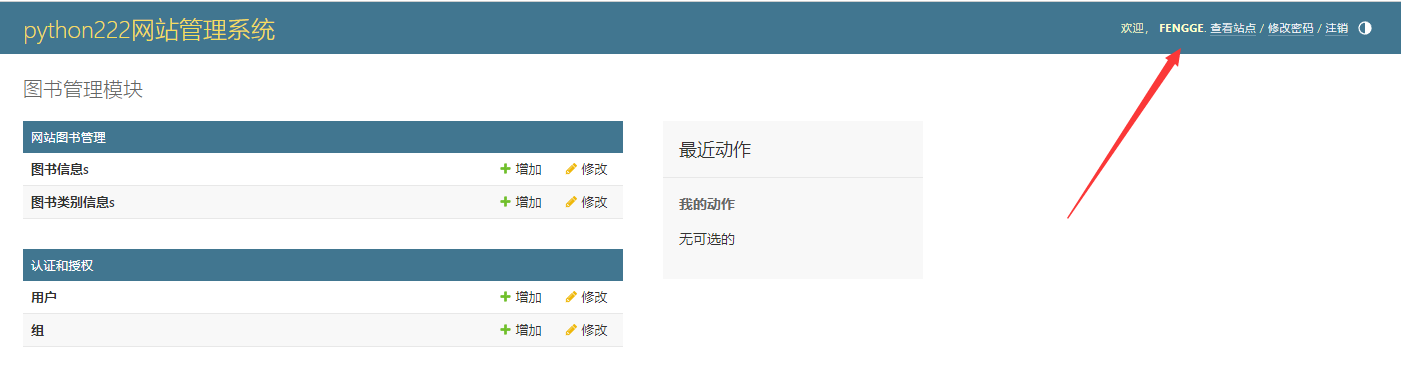 python222网站管理系统
欢迎， FENGGE. 查看站点 / 修改密码 / 注销
图书管理模块
网站图书管理
图书信息s 增加 修改
图书类别信息s 增加 修改
认证和授权
用户 增加 修改
组 增加 修改
最近动作
我的动作
无可选的